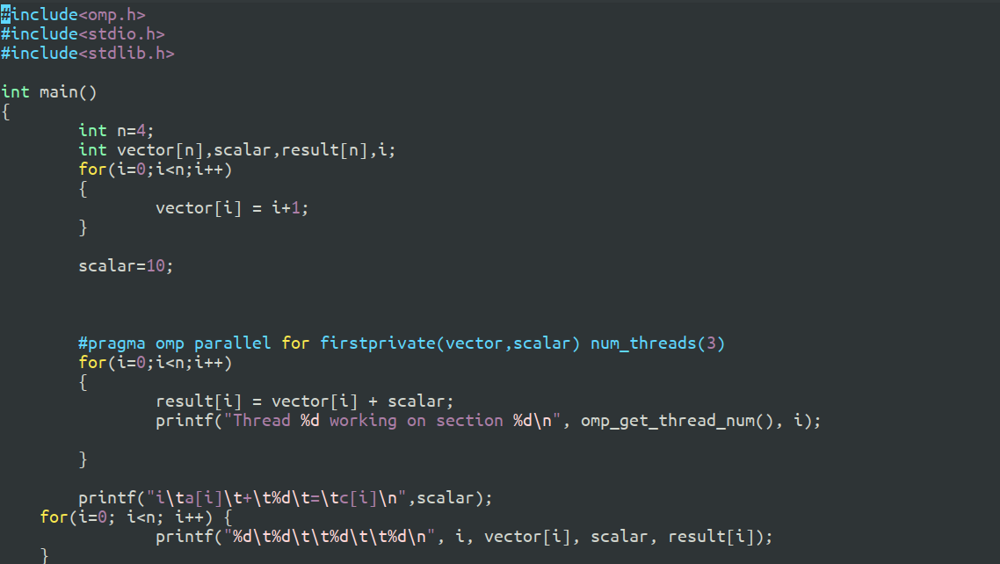 #include<omp.h>
#include<stdio.h>
#include<stdlib.h>
int main()
{
int n=4;
int vector[n],scalar,result[n],i;
for(i=0;i<n;i++)
{
vector[i] = i+1;
}
scalar=10;
#pragma omp parallel for firstprivate(vector,scalar) num_threads(3)
for(i=0;i<n;i++)
{
result[i] = vector[i] + scalar;
printf("Thread %d working on section %d\n", omp_get_thread_num(), i);
}
printf("i\ta[i]\t+\t%d\t=\tc[i]\n",scalar);
for(i=0; i<n; i++) {
printf("%d\t%d\t\t%d\t\t%d\n", i, vector[i], scalar, result[i]);
}